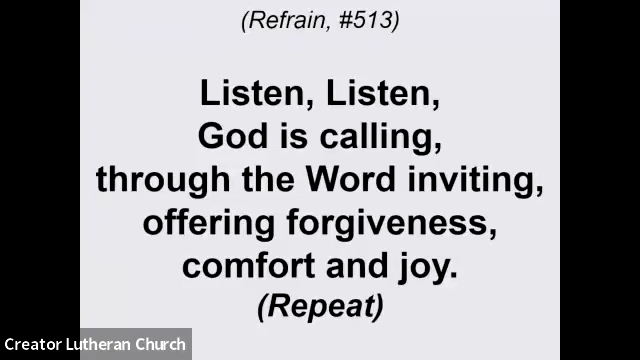 (Refrain, #513)
Listen, Listen,
God is calling,
through the Word inviting,
offering forgiveness,
comfort and joy.
(Repeat)
Creator Lutheran Church